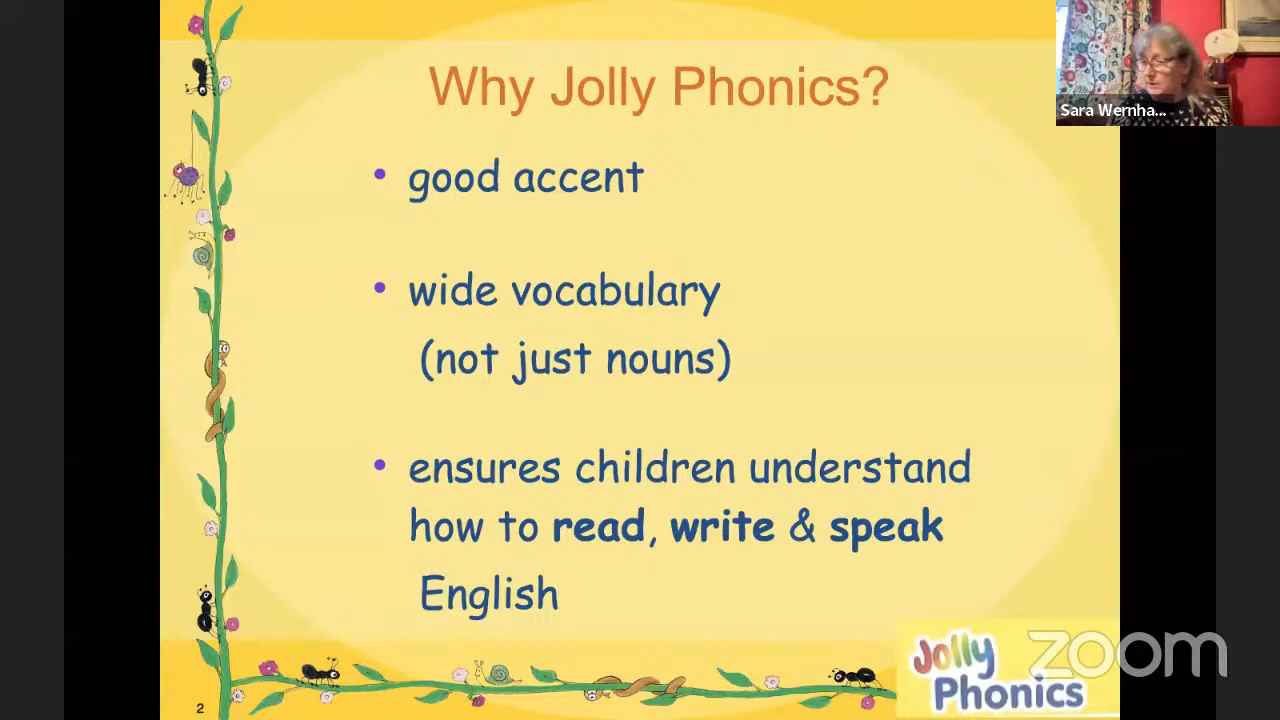 Why Jolly Phonics?
Sara Wernha...
• good accent
• wide vocabulary
(not just nouns)
• ensures children understand
how to read, write & speak
English
Jolly
Phonics
zoom
2